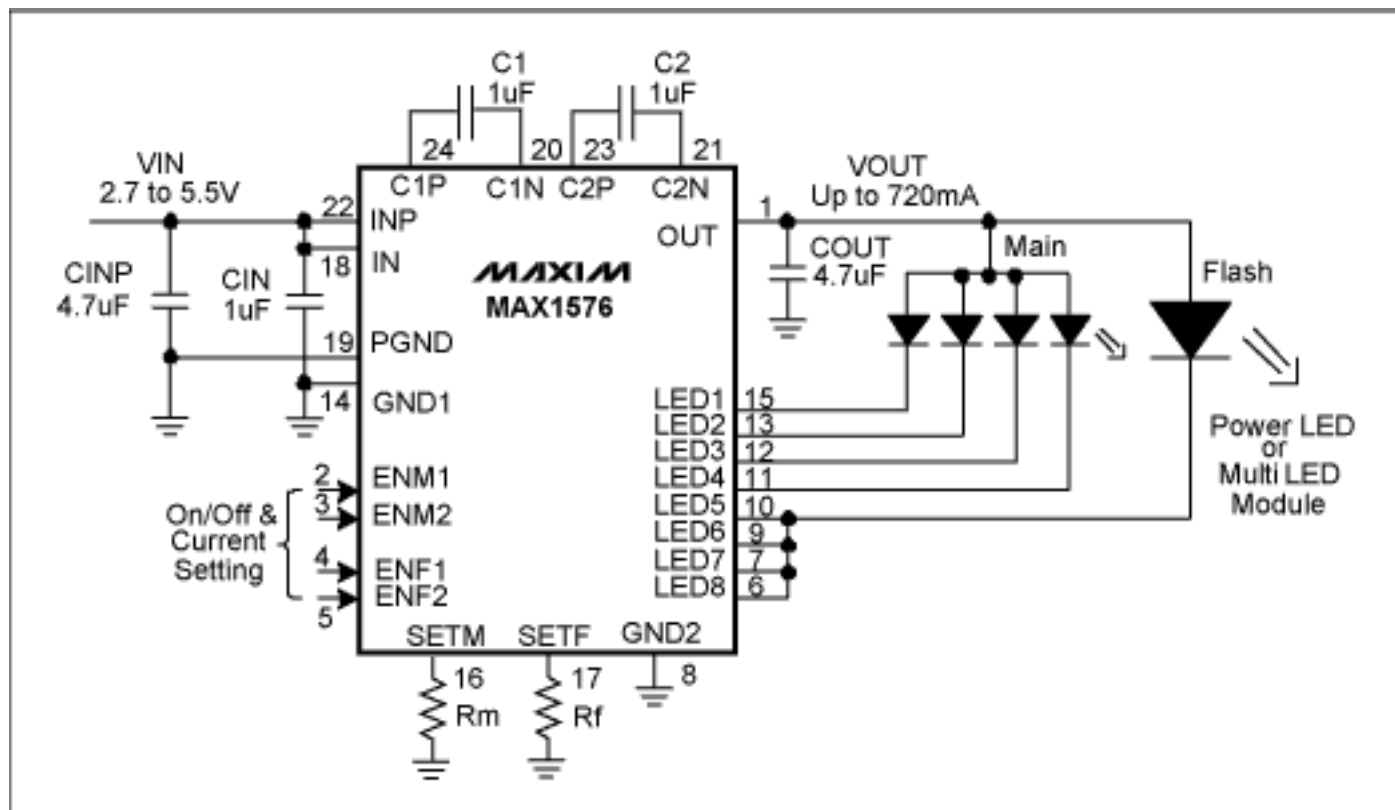 C1
1uF
C2
1uF
24
20
23
21
VIN
2.7 to 5.5V
C1P
C1N
C2P
C2N
VOUT
Up to 720mA
22
INP
OUT
1
18
IN
MAXIM
MAX1576
CINP
4.7uF
CIN
1uF
COUT
4.7uF
Main
Flash
19
PGND
14
GND1
LED1
15
LED2
13
LED3
12
LED4
11
LED5
10
LED6
9
LED7
7
LED8
6
Power LED
or
Multi LED
Module
On/Off &
Current
Setting
2
ENM1
3
ENM2
4
ENF1
5
ENF2
SETM
SETF
GND2
16
Rm
17
Rf
8